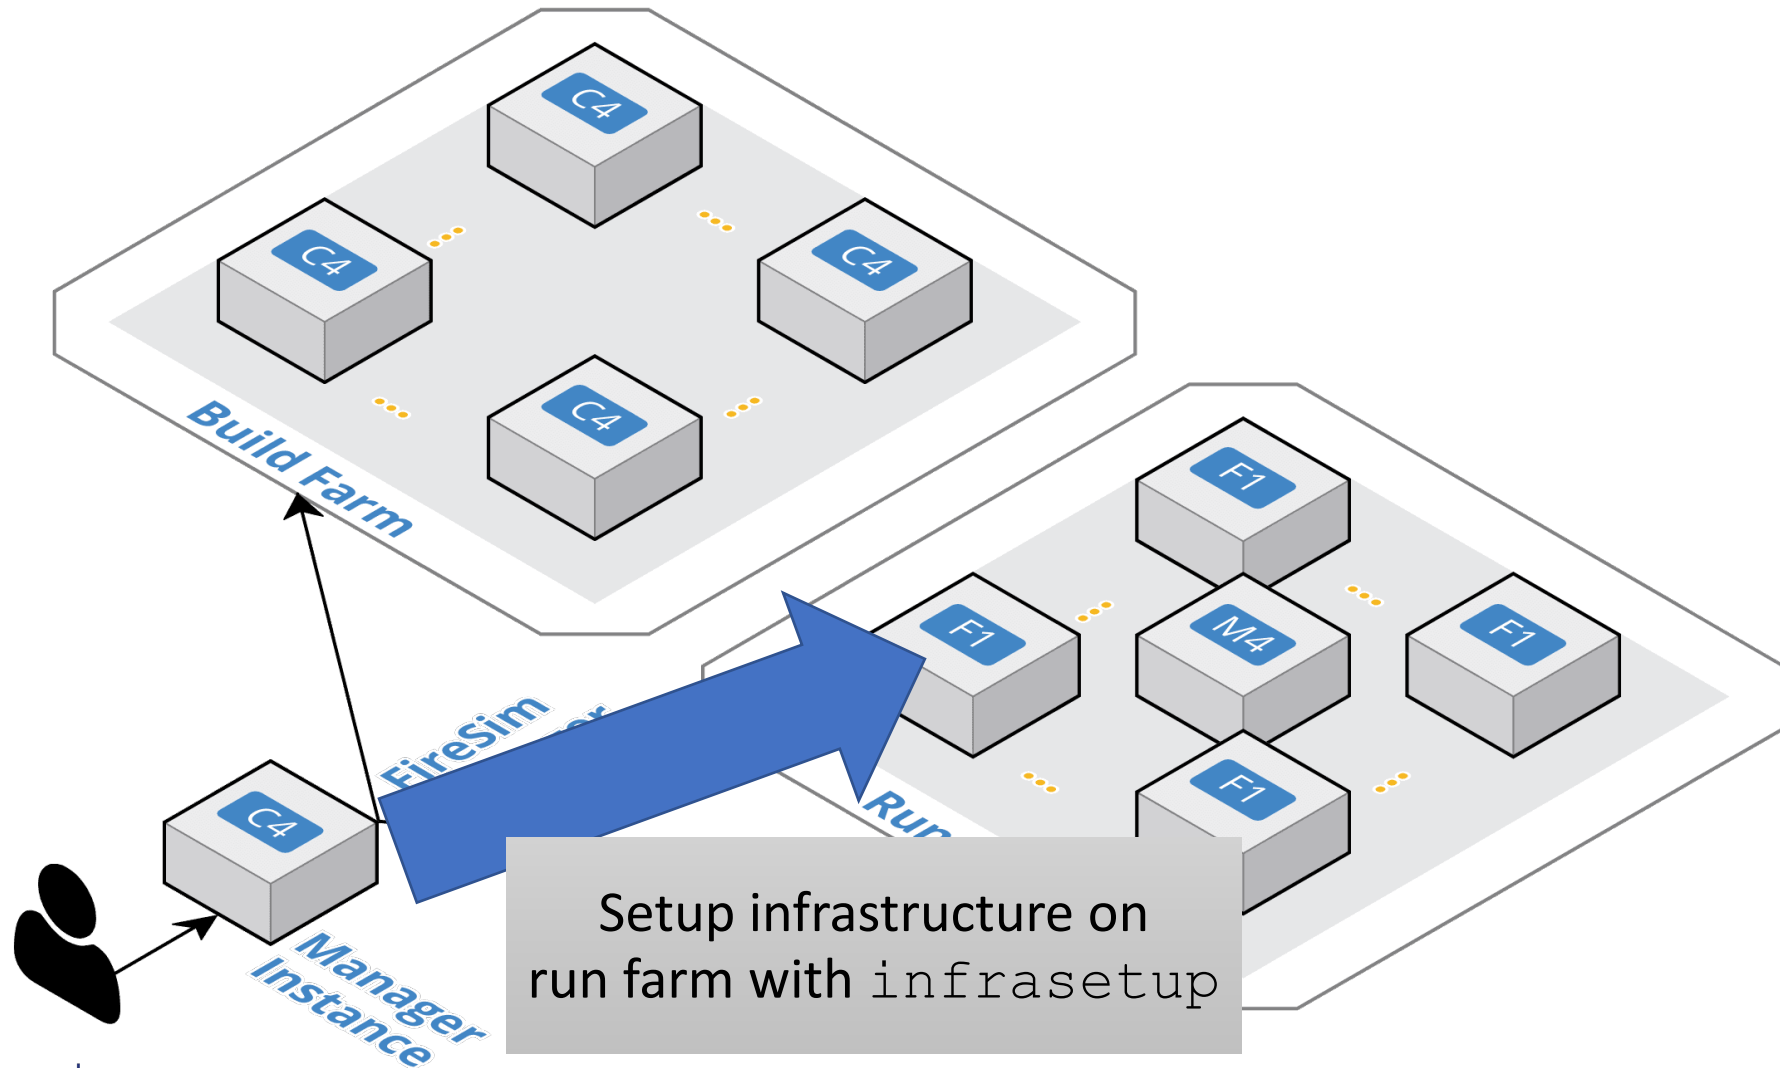 C4
C4
C4
C4
Build Farm
F1
F1
M4
F1
F1
FireSim
Run
C4
Manager
Instance
Setup infrastructure on
run farm with infrasetup